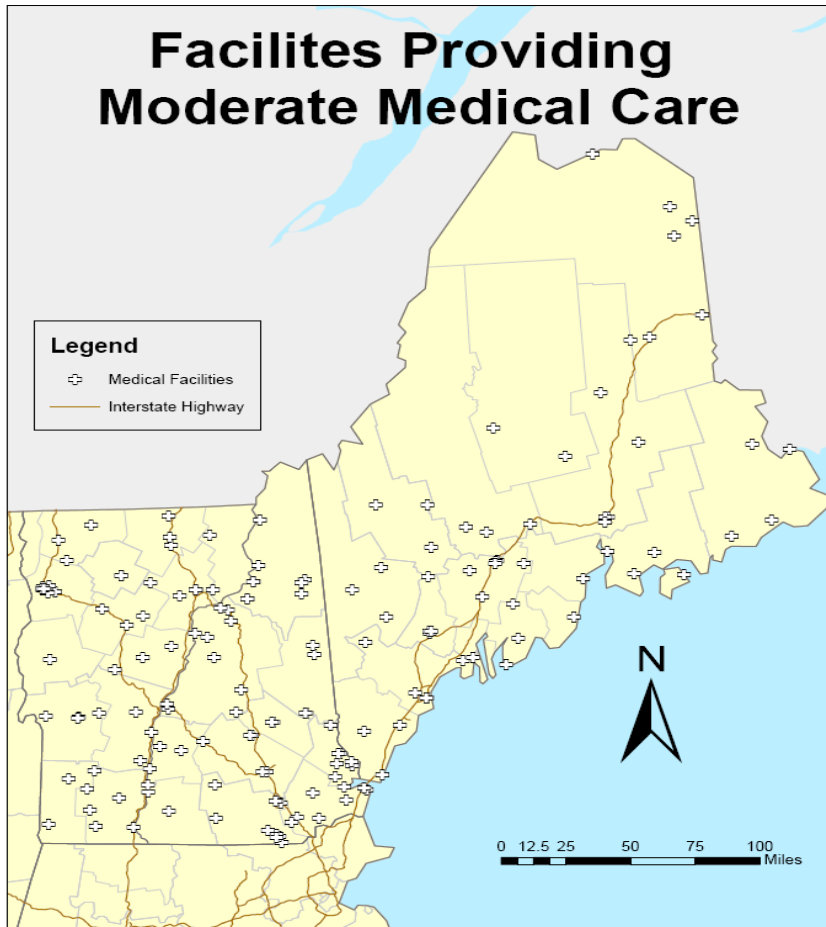 Facilites Providing
Moderate Medical Care
Legend
Medical Facilities
Interstate Highway
N
0 12.5 25 50 75 100
Miles